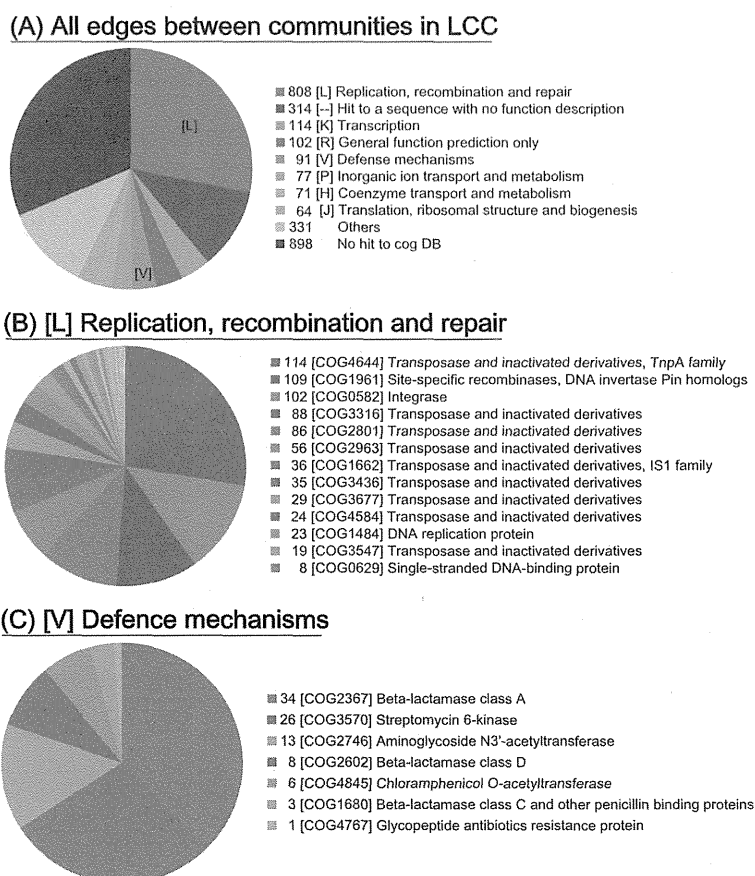 (A) All edges between communities in LCC
[L]
[V]
808 [L] Replication, recombination and repair
314 [--] Hit to a sequence with no function description
114 [K] Transcription
102 [R] General function prediction only
91 [V] Defense mechanisms
77 [P] Inorganic ion transport and metabolism
71 [H] Coenzyme transport and metabolism
64 [J] Translation, ribosomal structure and biogenesis
331 Others
898 No hit to cog DB
(B) [L] Replication, recombination and repair
114 [COG4644] Transposase and inactivated derivatives, TnpA family
109 [COG1961] Site-specific recombinases, DNA invertase Pin homologs
102 [COG0582] Integrase
88 [COG3316] Transposase and inactivated derivatives
86 [COG2801] Transposase and inactivated derivatives
56 [COG2963] Transposase and inactivated derivatives
36 [COG1662] Transposase and inactivated derivatives, IS1 family
35 [COG3436] Transposase and inactivated derivatives
29 [COG3677] Transposase and inactivated derivatives
24 [COG4584] Transposase and inactivated derivatives
23 [COG1484] DNA replication protein
19 [COG3547] Transposase and inactivated derivatives
8 [COG0629] Single-stranded DNA-binding protein
(C) [V] Defence mechanisms
34 [COG2367] Beta-lactamase class A
26 [COG3570] Streptomycin 6-kinase
13 [COG2746] Aminoglycoside N3'-acetyltransferase
8 [COG2602] Beta-lactamase class D
6 [COG4845] Chloramphenicol O-acetyltransferase
3 [COG1680] Beta-lactamase class C and other penicillin binding proteins
1 [COG4767] Glycopeptide antibiotics resistance protein